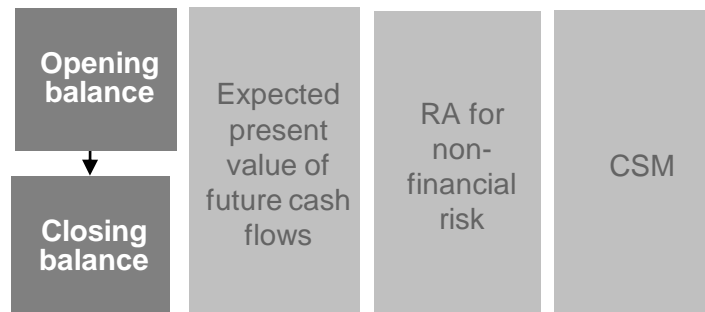 Opening
balance
Closing
balance
Expected
present
value of
future cash
flows
RA for
non-
financial
risk
CSM